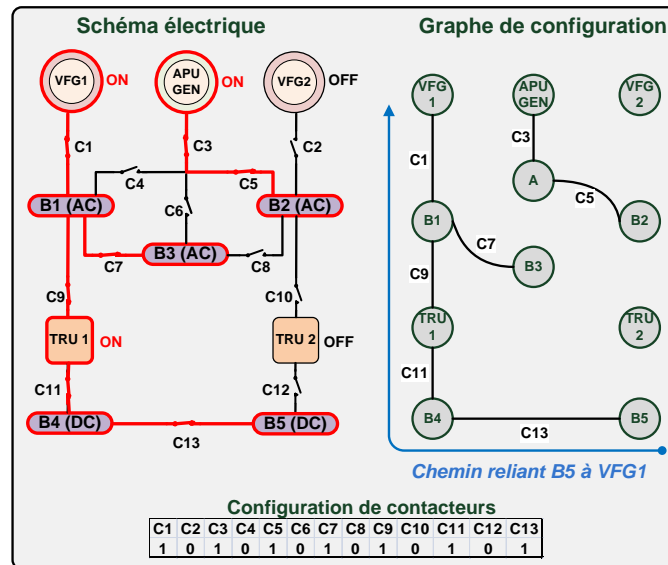 Schéma électrique
VFG1
ON
APU
GEN
ON
VFG2
OFF
C1
C3
C2
C4
C5
C6
B1 (AC)
B2 (AC)
B3 (AC)
C7
C8
C9
C10
TRU 1
ON
TRU 2
OFF
C11
C12
B4 (DC)
B5 (DC)
C13
Graphe de configuration
VFG
1
APU
GEN
VFG
2
C3
C1
A
C5
B1
B2
C7
B3
C9
TRU
1
TRU
2
C11
B4
B5
C13
Chemin reliant B5 à VFG1
Configuration de contacteurs
C1 C2 C3 C4 C5 C6 C7 C8 C9 C10 C11 C12 C13
1 0 1 0 1 0 1 0 1 0 1 0 1